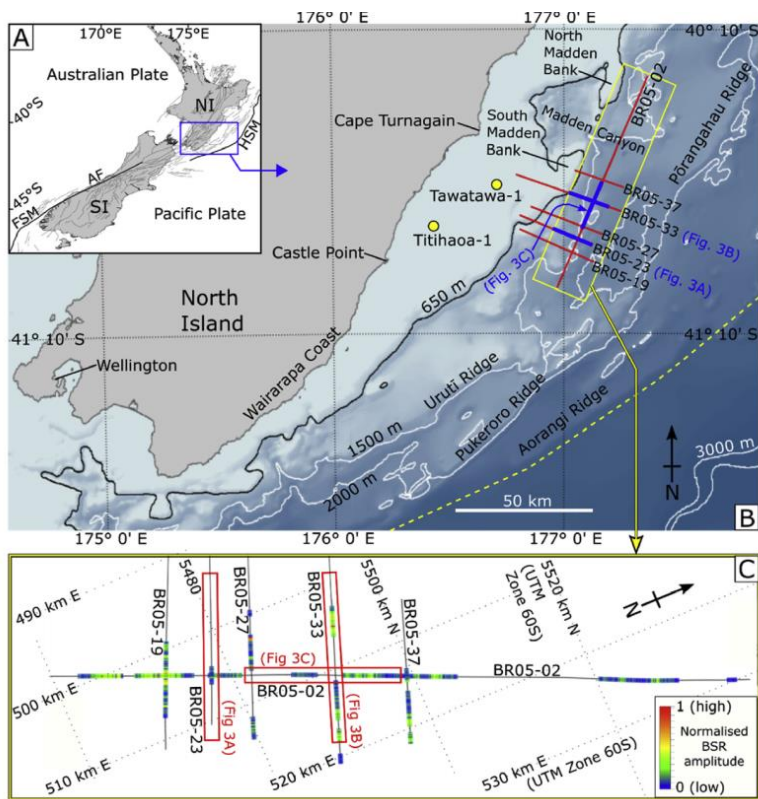 A
170°E
175°E
Australian Plate
40°S
NI
HSM
AF
45°S
FSM
SI
Pacific Plate
176° 0' E
177° 0' E
40° 10' S
North
Madden
Bank
BR05-02
Cape Turnagain
South
Madden
Bank
Madden Canyon
Pōrangahau Ridge
Tawatawa-1
Titihaoa-1
BR05-37
BR05-33
(Fig. 3B)
BR05-27
BR05-23
(Fig. 3A)
BR05-19
(Fig. 3C)
Castle Point
North
Island
650 m
41° 10' S
Wellington
Wairarapa Coast
Uruti Ridge
1500 m
Pukeroro Ridge
Aorangi Ridge
2000 m
3000 m
50 km
N
B
175° 0' E
176° 0' E
177° 0' E
C
490 km E
500 km E
510 km E
520 km E
530 km E
(UTM Zone 60S)
5480
5500 km N
5520 km N
(UTM
Zone 60S)
N
BR05-19
BR05-23
(Fig 3A)
BR05-27
(Fig 3C)
BR05-02
BR05-33
(Fig 3B)
BR05-37
BR05-02
1 (high)
Normalised
BSR
amplitude
0 (low)